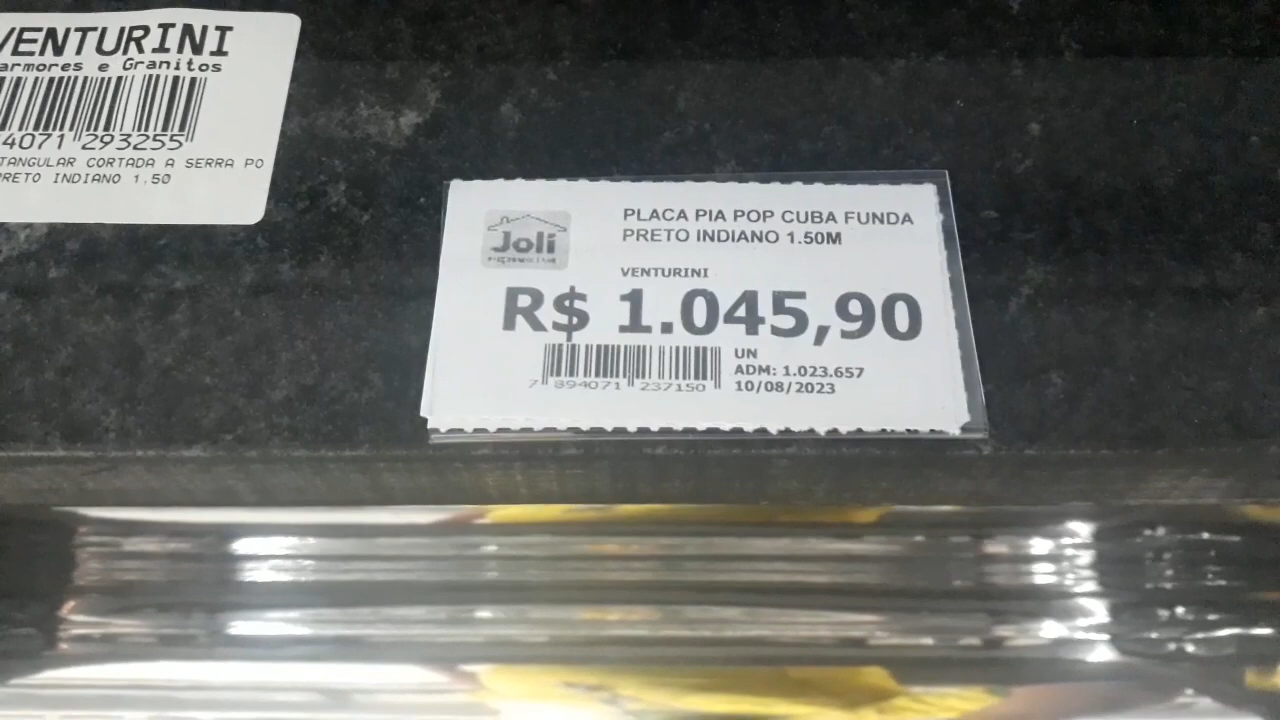 VENTURINI
armores e Granitos
4071 293255
TANGULAR CORTADA A SERRA PO
PRETO INDIANO 1,50
Joli
PLACA PIA POP CUBA FUNDA
PRETO INDIANO 1.50M
VENTURINI
R$ 1.045,90
UN
ADM: 1.023.657
7 894071 237150
10/08/2023